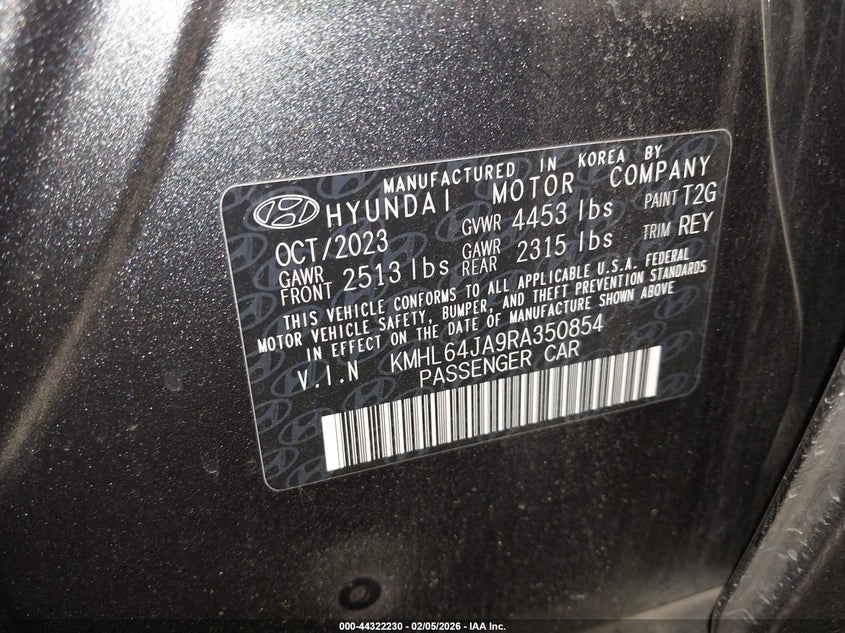 MANUFACTURED IN KOREA BY
HYUNDAI MOTOR COMPANY
OCT/2023 GVWR 4453 lbs PAINT T2G
GAWR FRONT 2513 lbs GAWR REAR 2315 lbs TRIM REY
THIS VEHICLE CONFORMS TO ALL APPLICABLE U.S.A. FEDERAL
MOTOR VEHICLE SAFETY, BUMPER, AND THEFT PREVENTION STANDARDS
IN EFFECT ON THE DATE OF MANUFACTURE SHOWN ABOVE
V.I.N KMHL64JA9RA350854
PASSENGER CAR
000-44322230 - 02/05/2026 - IAA Inc.